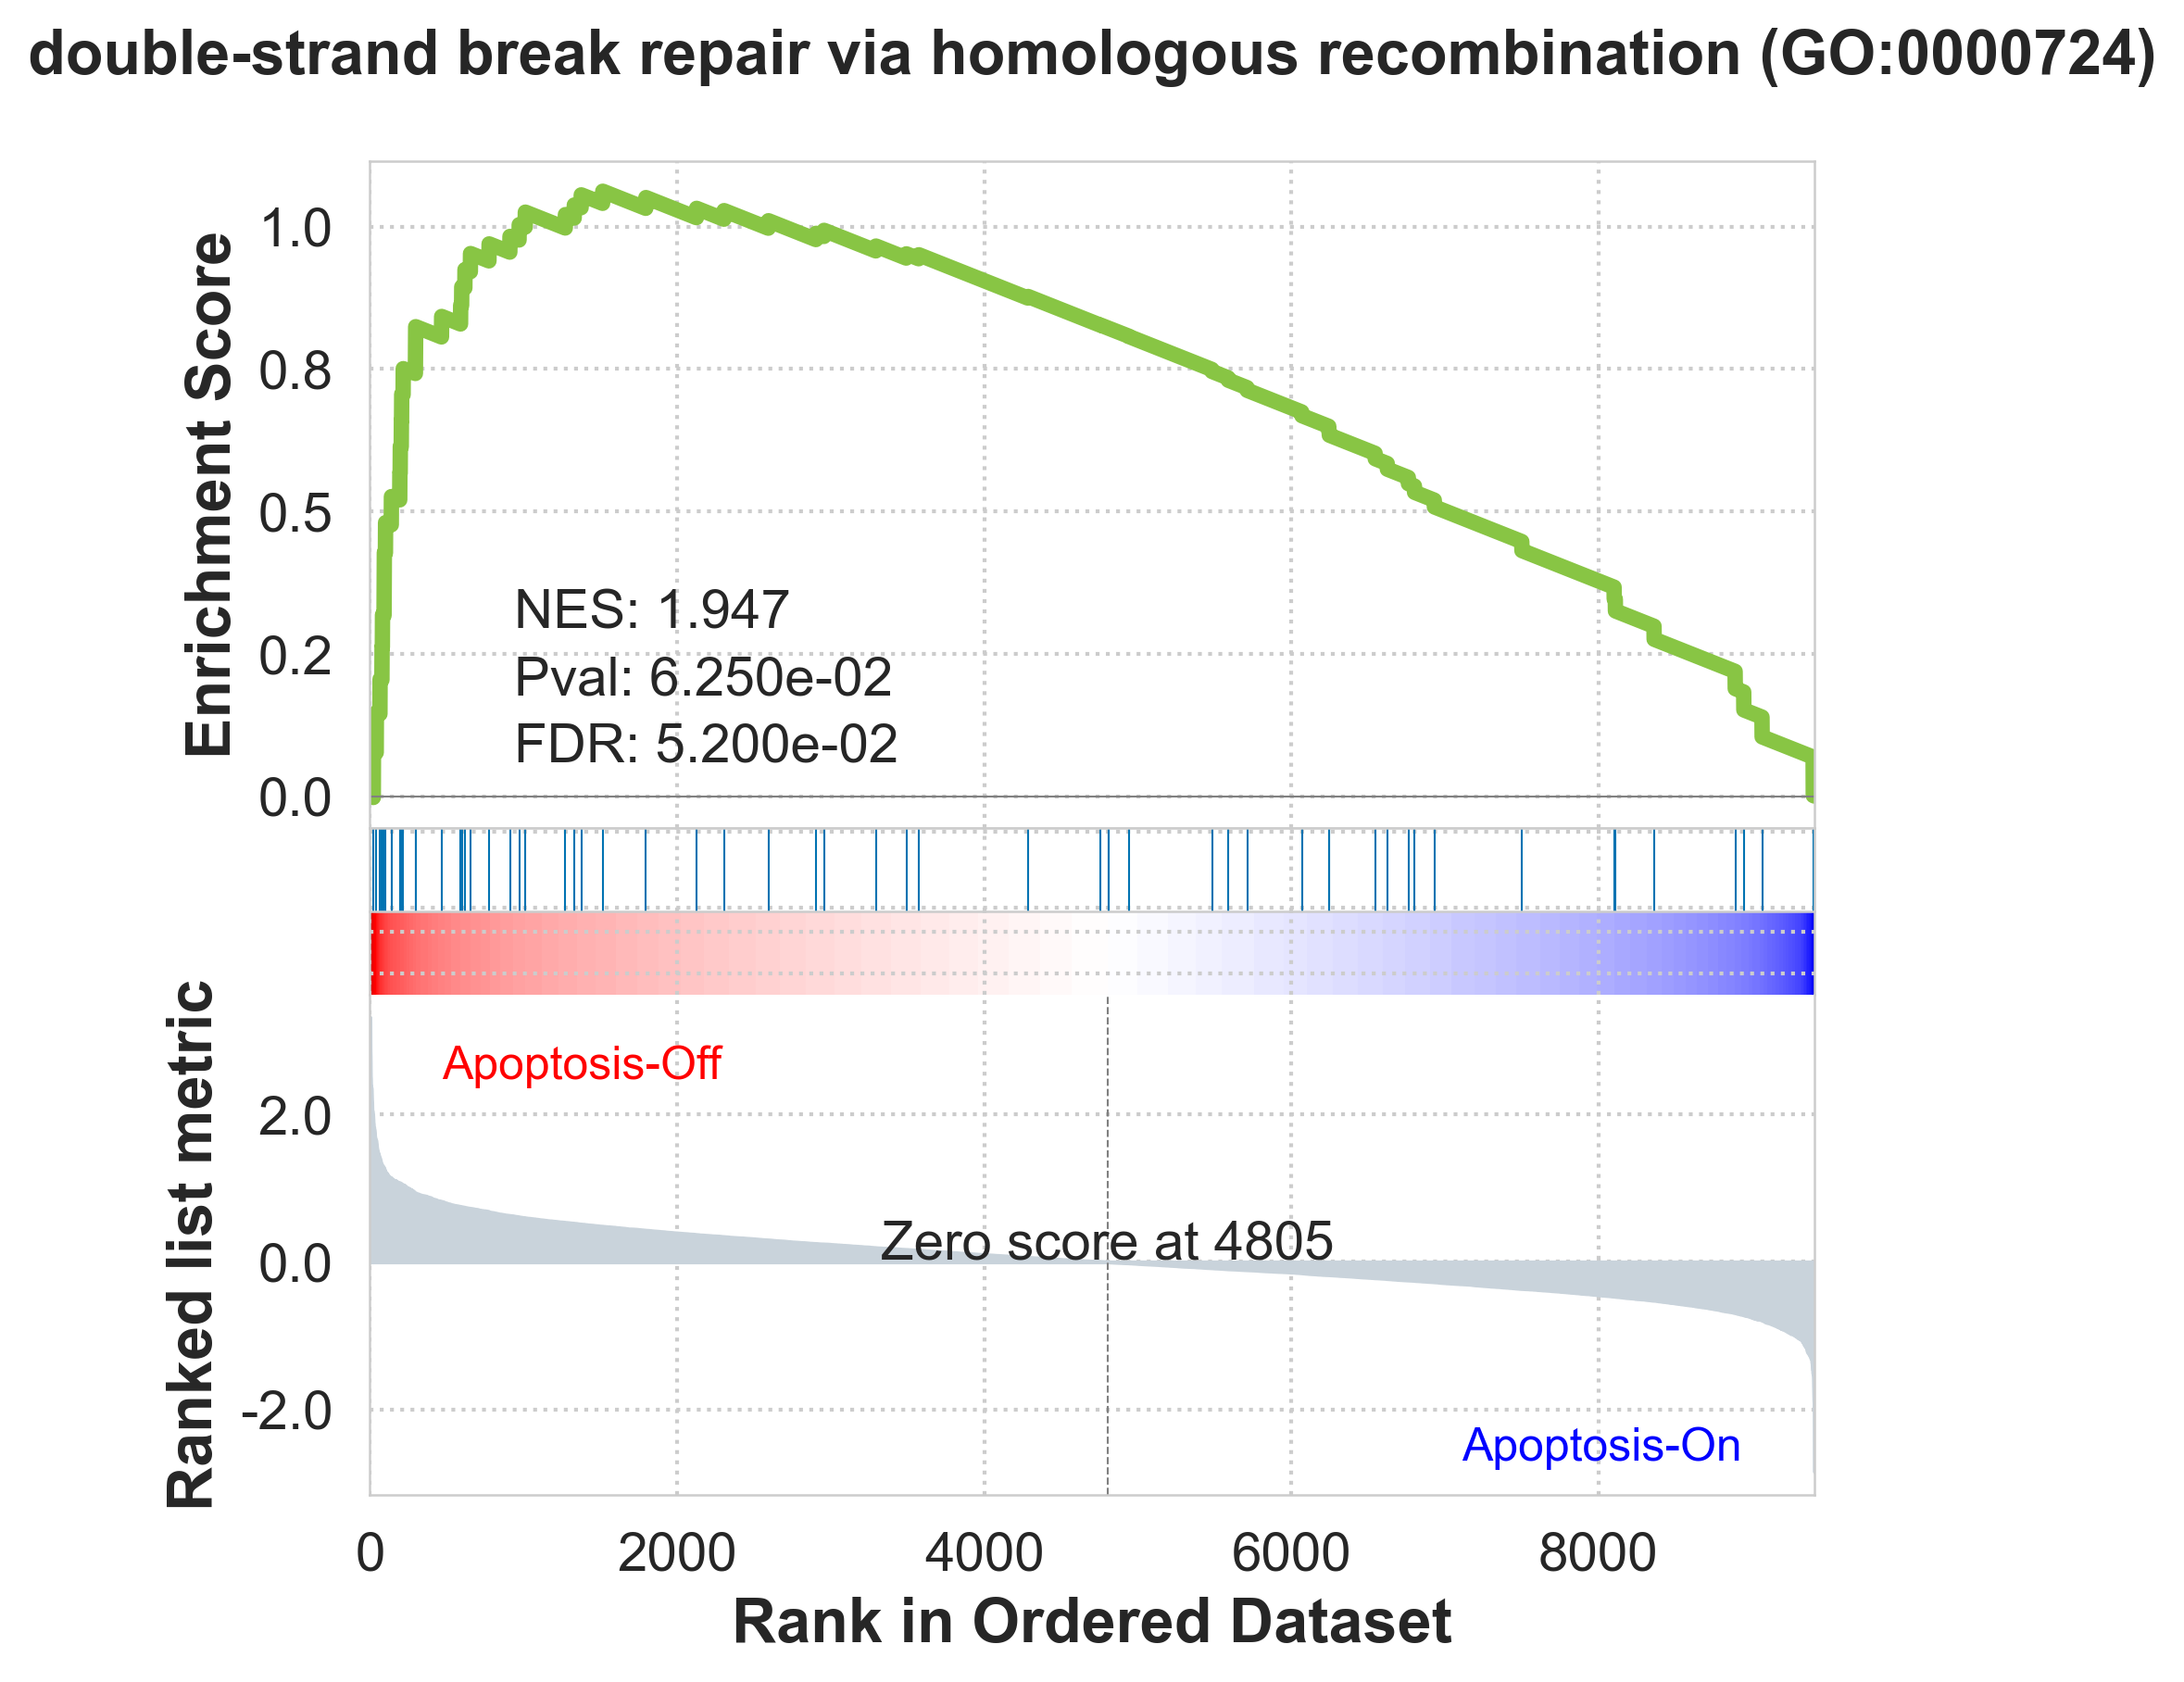 double-strand break repair via homologous recombination (GO:0000724)
Enrichment Score
1.0
0.8
0.5
0.2
0.0
NES: 1.947
Pval: 6.250e-02
FDR: 5.200e-02
Ranked list metric
Apoptosis-Off
2.0
0.0
-2.0
Zero score at 4805
Apoptosis-On
0 2000 4000 6000 8000
Rank in Ordered Dataset